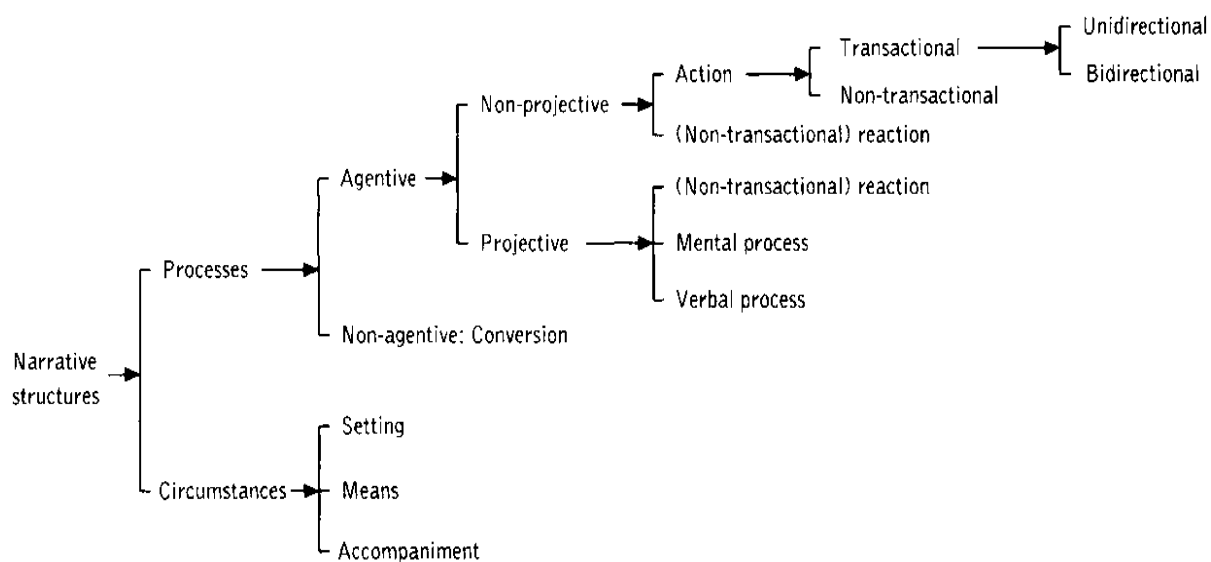 Unidirectional
Transactional
Bidirectional
Action
Non-transactional
Non-projective
(Non-transactional) reaction
Agentive
(Non-transactional) reaction
Projective
Mental process
Processes
Verbal process
Non-agentive: Conversion
Narrative
structures
Setting
Circumstances
Means
Accompaniment